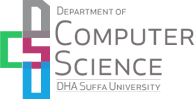 DEPARTMENT OF
COMPUTER
SCIENCE
DHA SUFFA UNIVERSITY